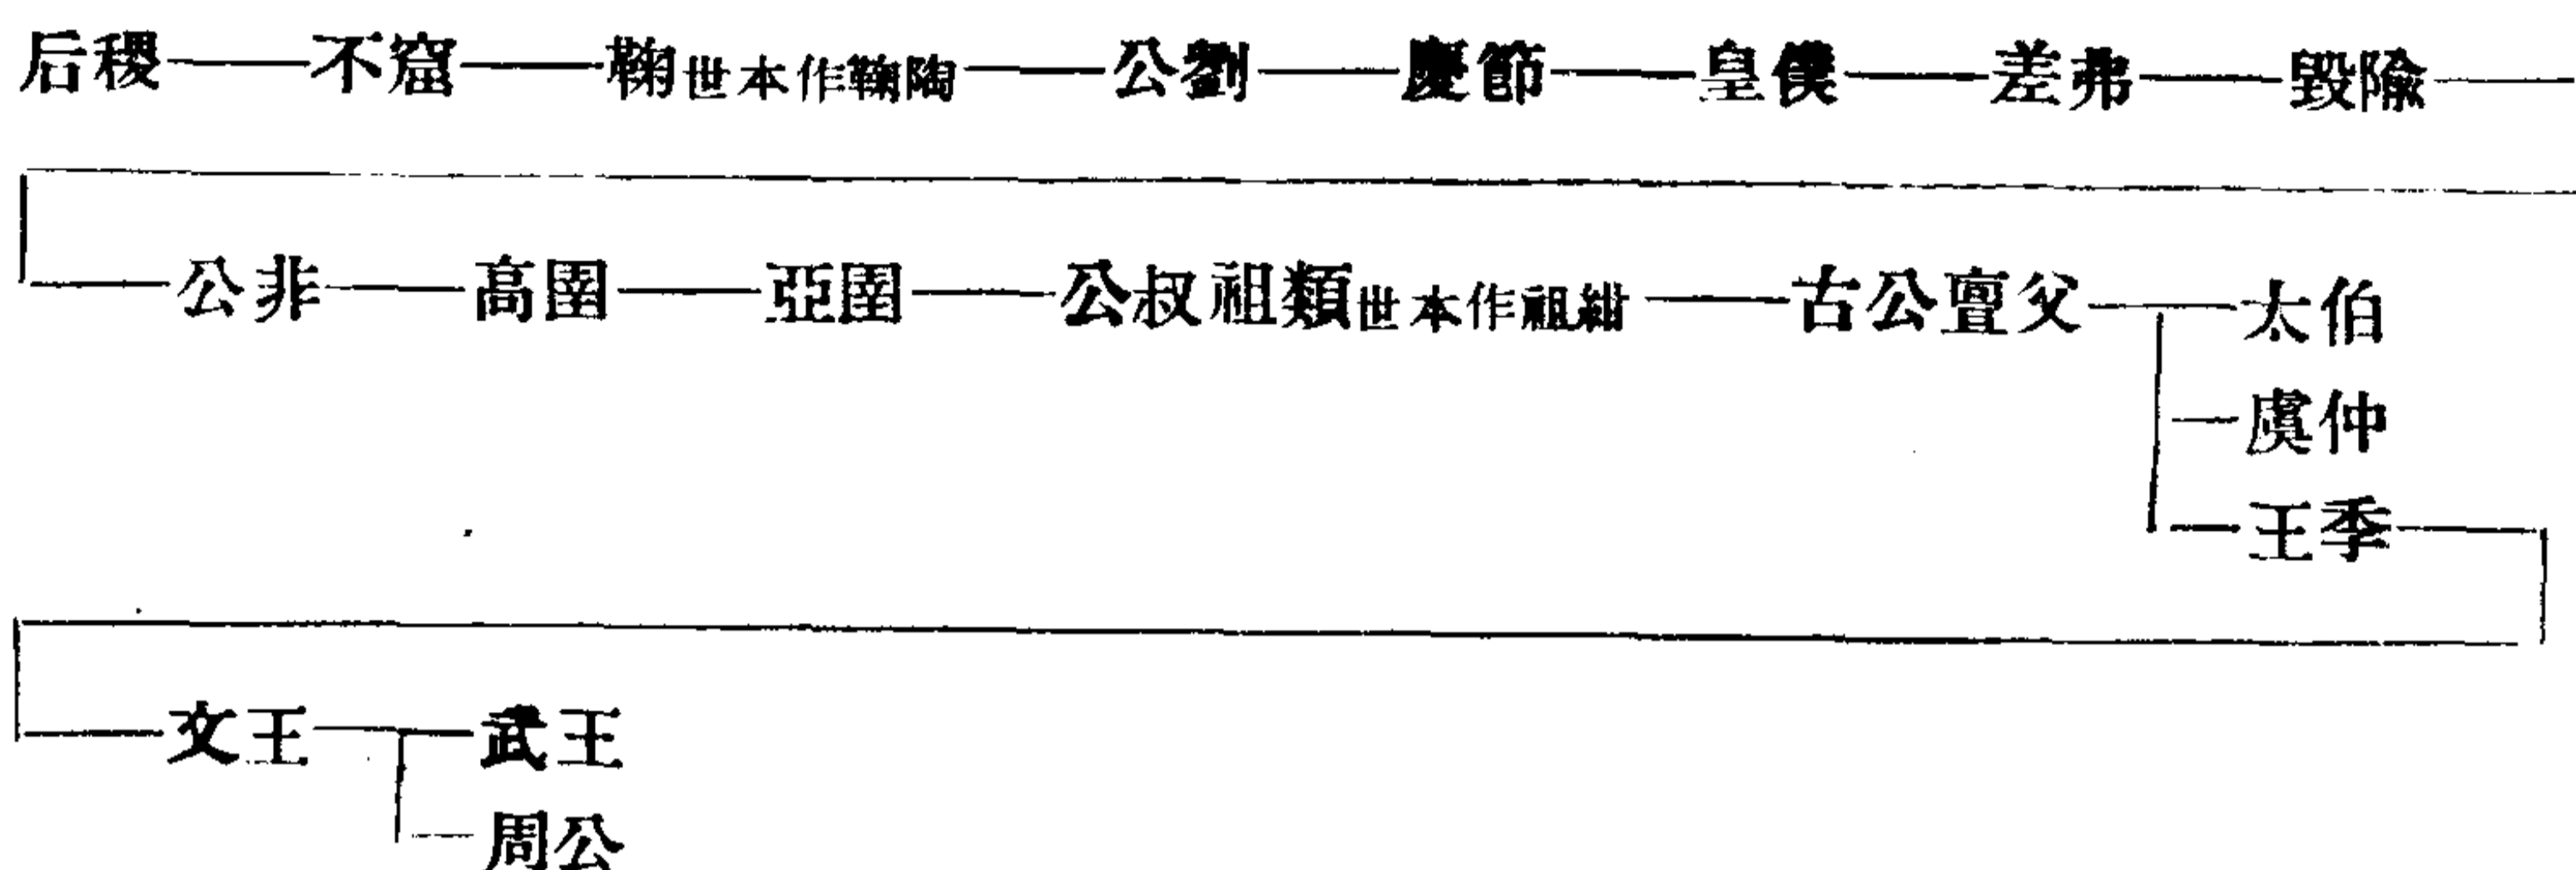 后稷 不窋 鞠世本作鞠陶 公劉 慶節 皇僕 差弗 毀隃
公非 高圉 亞圉 公叔祖類世本作祖紺 古公亶父 太伯
虞仲
王季
文王 武王
周公